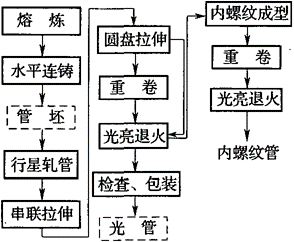 熔炼
水平连铸
管坯
行星轧管
串联拉伸
圆盘拉伸
重卷
光亮退火
检查、包装
光管
内螺纹成型
重卷
光亮退火
内螺纹管